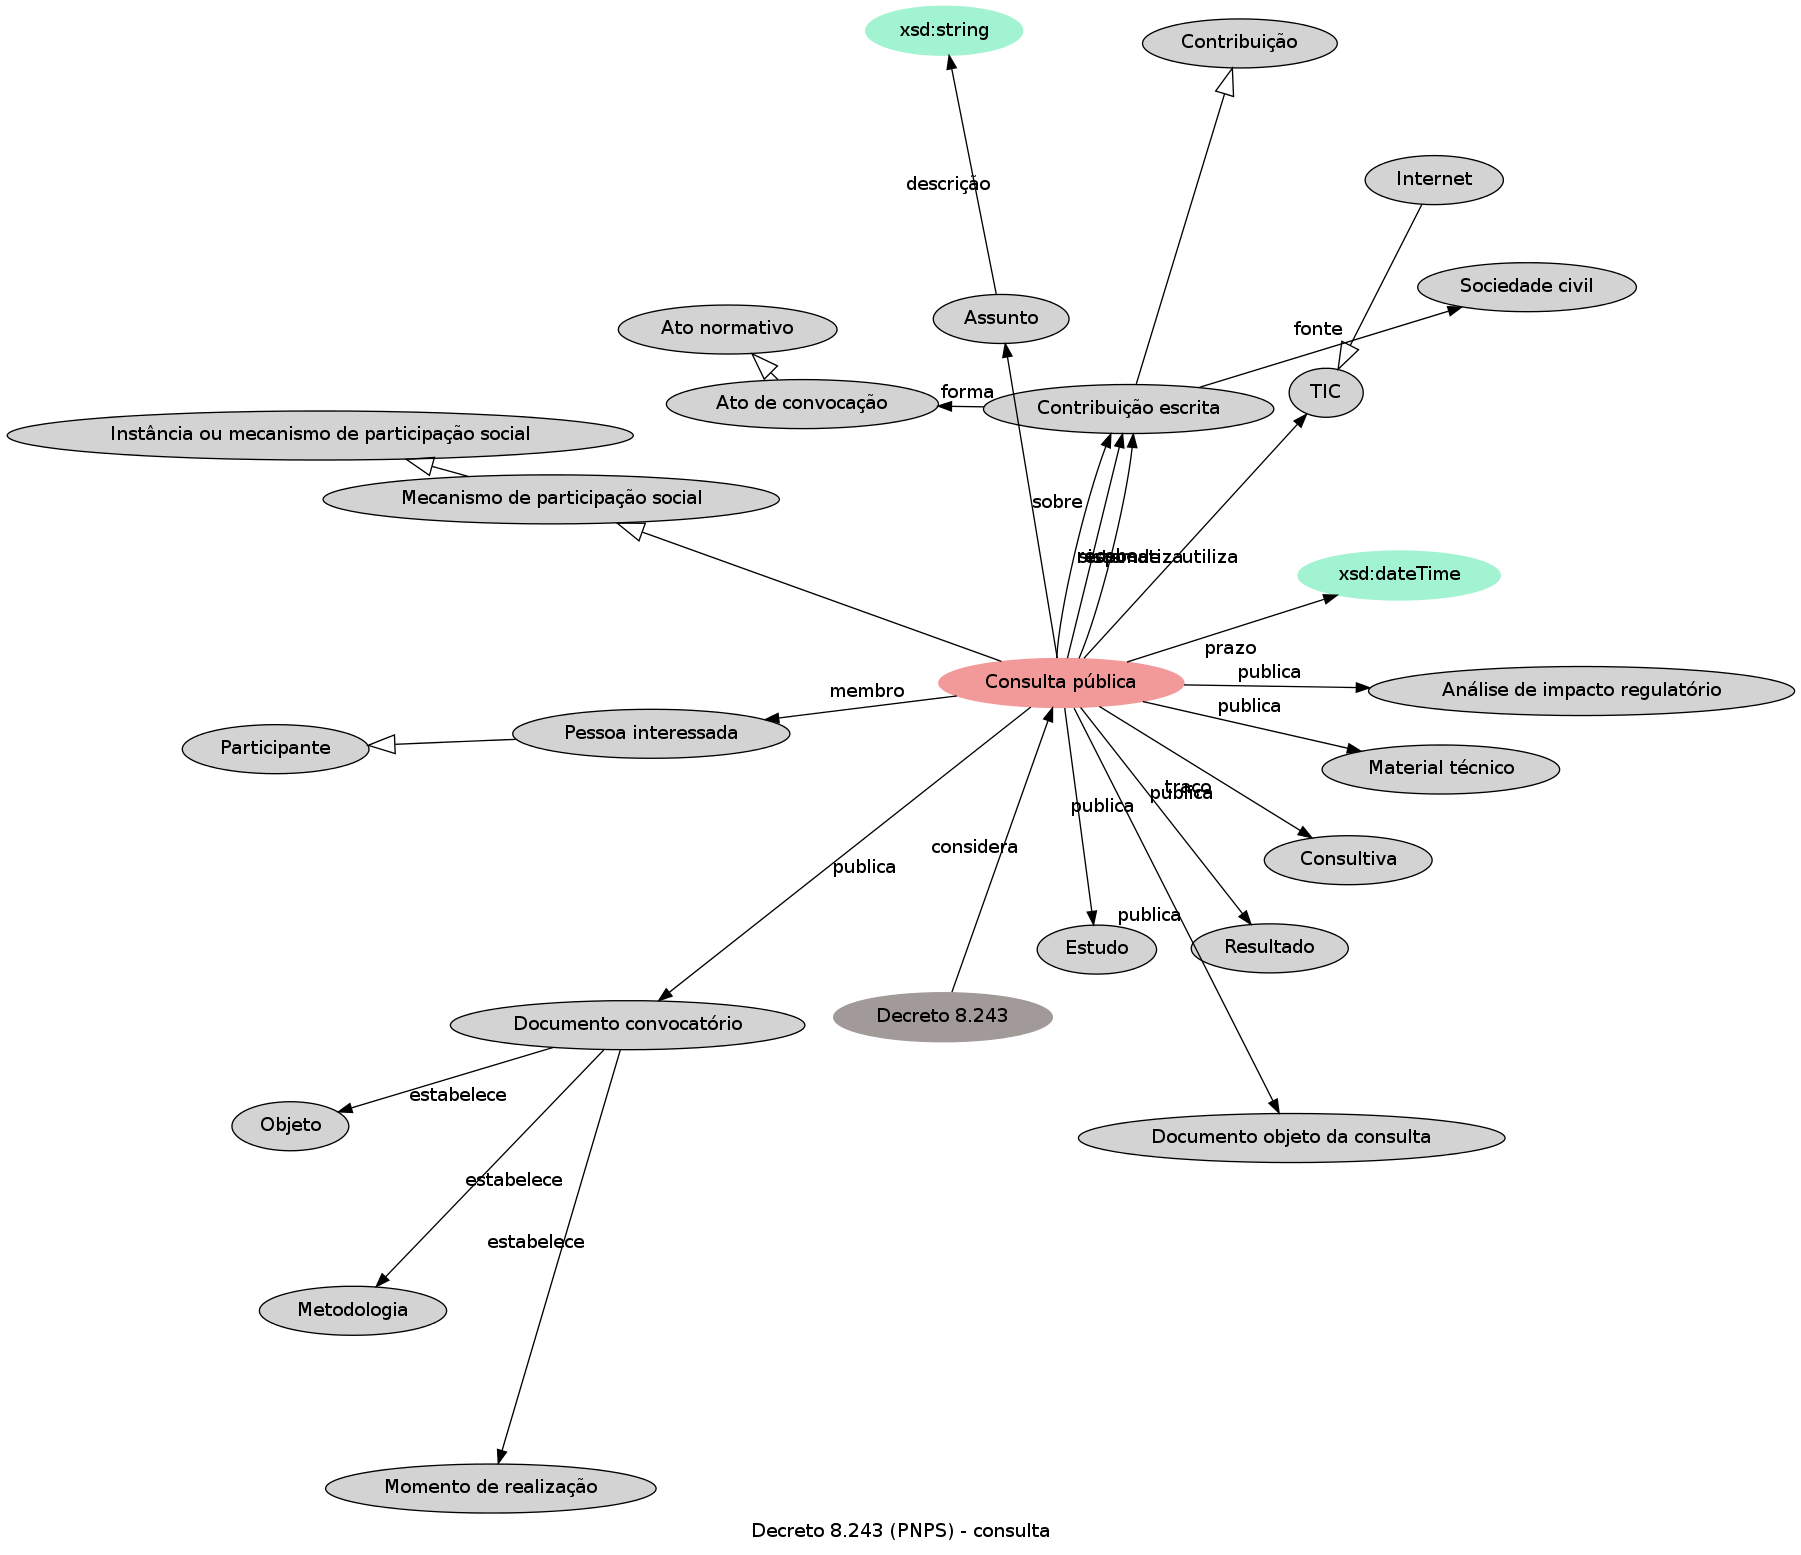 xsd:string
Contribuição
Internet
descrição
Sociedade civil
Assunto
Ato normativo
fonte
TIC
forma
Ato de convocação
Contribuição escrita
Instância ou mecanismo de participação social
Mecanismo de participação social
sobre
utiliza
xsd:dateTime
prazo
publica
Consulta pública
membro
Análise de impacto regulatório
publica
Pessoa interessada
Participante
Material técnico
traço
publica
publica
considera
Consultiva
publica
publica
Estudo
Resultado
Decreto 8.243
Documento convocatório
estabelece
Objeto
Documento objeto da consulta
estabelece
estabelece
Metodologia
Momento de realização
Decreto 8.243 (PNPS) - consulta